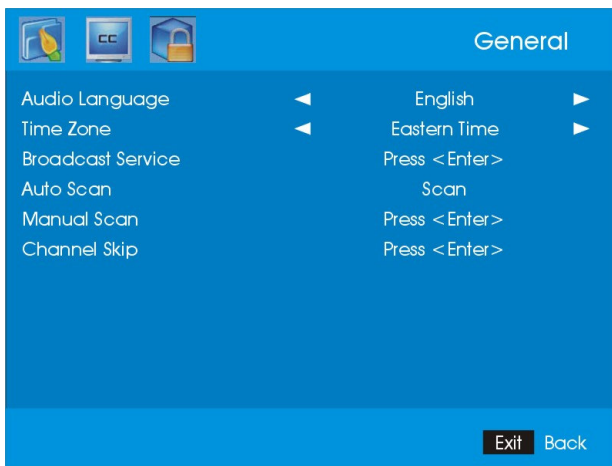 CC
General
Audio Language ◄ English ►
Time Zone ◄ Eastern Time ►
Broadcast Service Press <Enter>
Auto Scan Scan
Manual Scan Press <Enter>
Channel Skip Press <Enter>
Exit Back